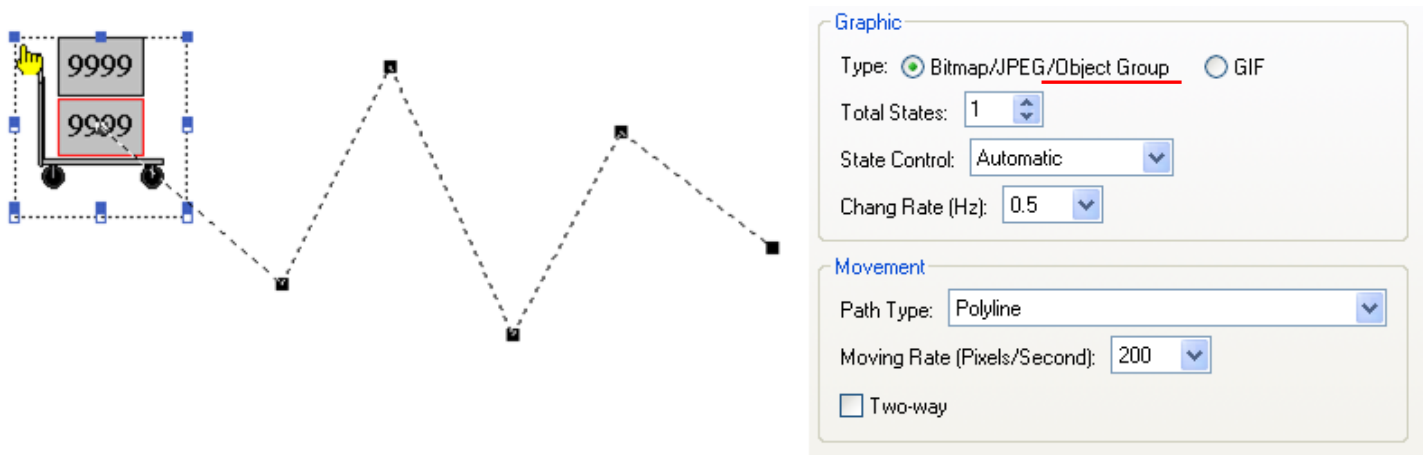 9999
9999
Graphic
Type: Bitmap/JPEG/Object Group GIF
Total States: 1
State Control: Automatic
Chang Rate (Hz): 0.5
Movement
Path Type: Polyline
Moving Rate (Pixels/Second): 200
Two-way